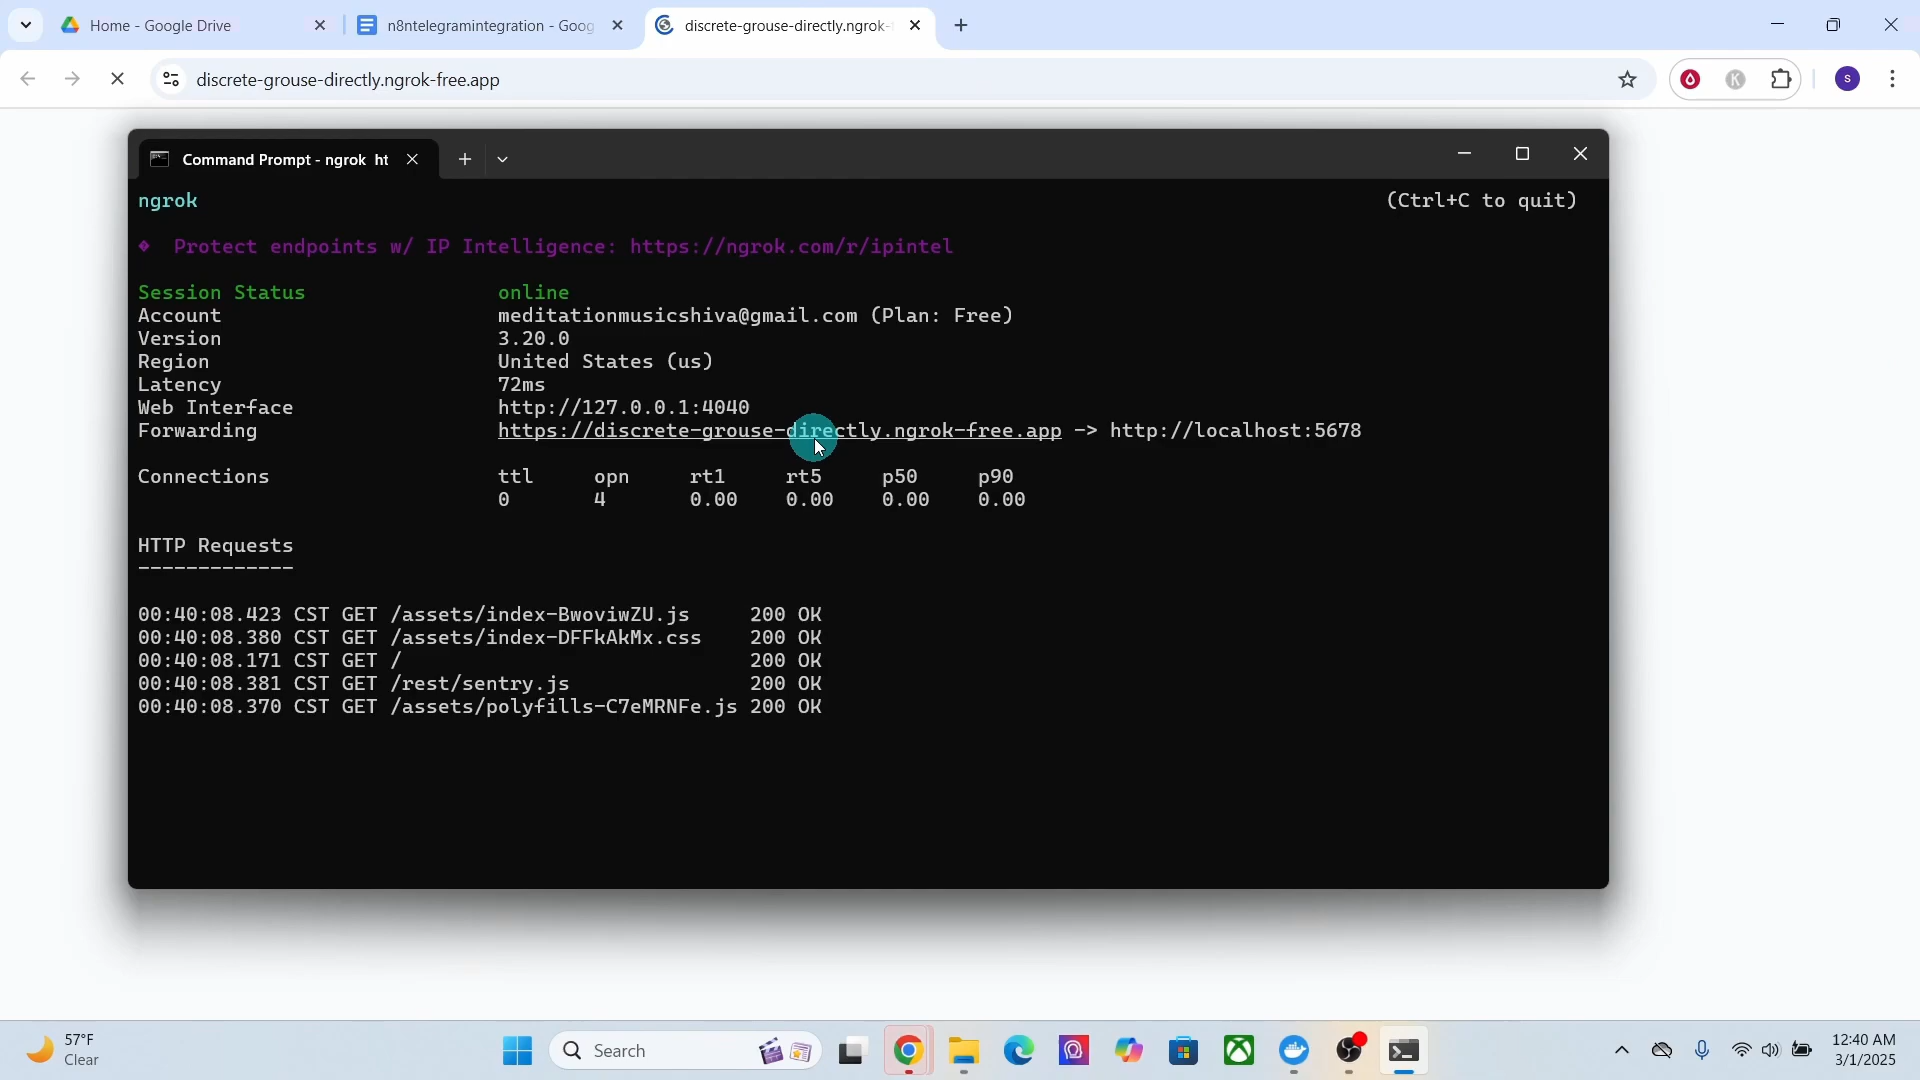 Home - Google Drive
n8ntelegramintegration - Goog
discrete-grouse-directly.ngrok-
discrete-grouse-directly.ngrok-free.app
K
S
Command Prompt - ngrok  ht
ngrok (Ctrl+C to quit)
Protect endpoints w/ IP Intelligence: https://ngrok.com/r/ipintel
Session Status online
Account meditationmusicshiva@gmail.com (Plan: Free)
Version 3.20.0
Region United States (us)
Latency 72ms
Web Interface http://127.0.0.1:4040
Forwarding https://discrete-grouse-directly.ngrok-free.app -> http://localhost:5678
Connections ttl opn rt1 rt5 p50 p90
0 4 0.00 0.00 0.00 0.00
HTTP Requests
-------------
00:40:08.423 CST GET /assets/index-BwoviwZU.js 200 OK
00:40:08.380 CST GET /assets/index-DFFkAkMx.css 200 OK
00:40:08.171 CST GET / 200 OK
00:40:08.381 CST GET /rest/sentry.js 200 OK
00:40:08.370 CST GET /assets/polyfills-C7eMRNFe.js 200 OK
57°F
Clear
Search
12:40 AM
3/1/2025